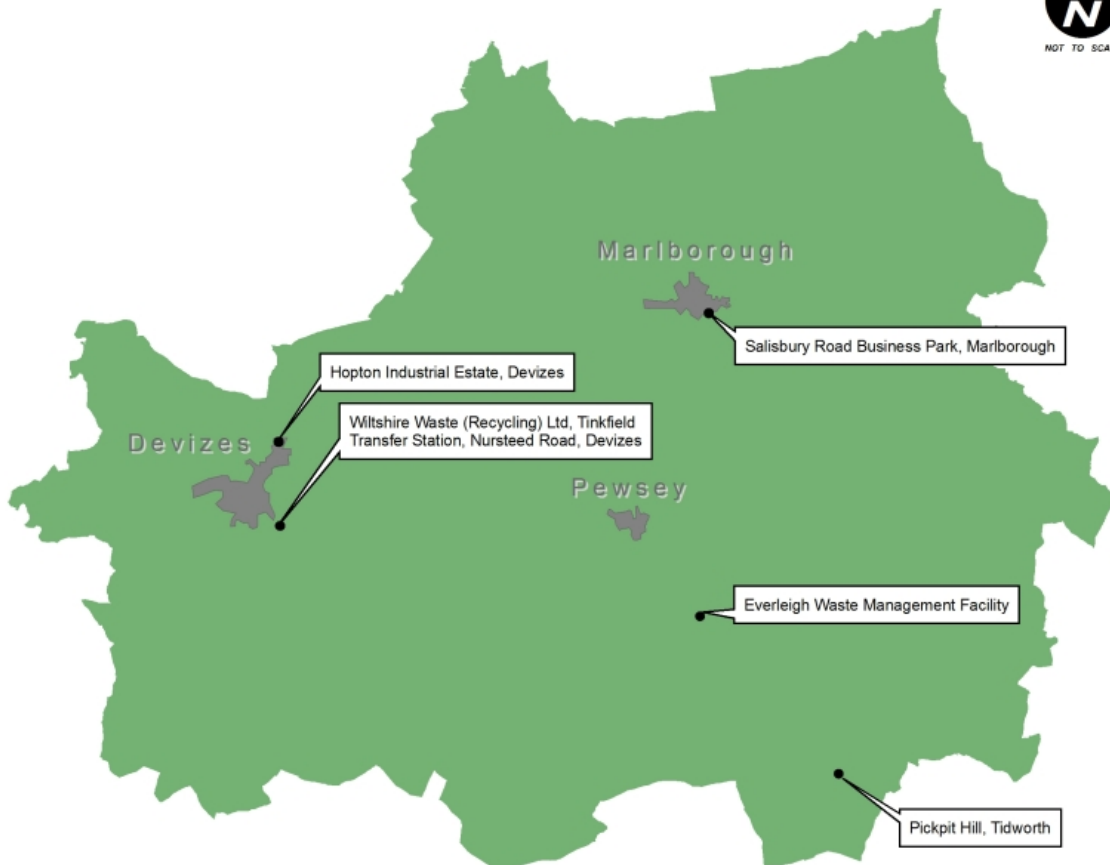 N
NOT TO SCA
Marlborough
Salisbury Road Business Park, Marlborough
Hopton Industrial Estate, Devizes
Wiltshire Waste (Recycling) Ltd, Tinkfield
Transfer Station, Nursteed Road, Devizes
Devizes
Pewsey
Everleigh Waste Management Facility
Pickpit Hill, Tidworth